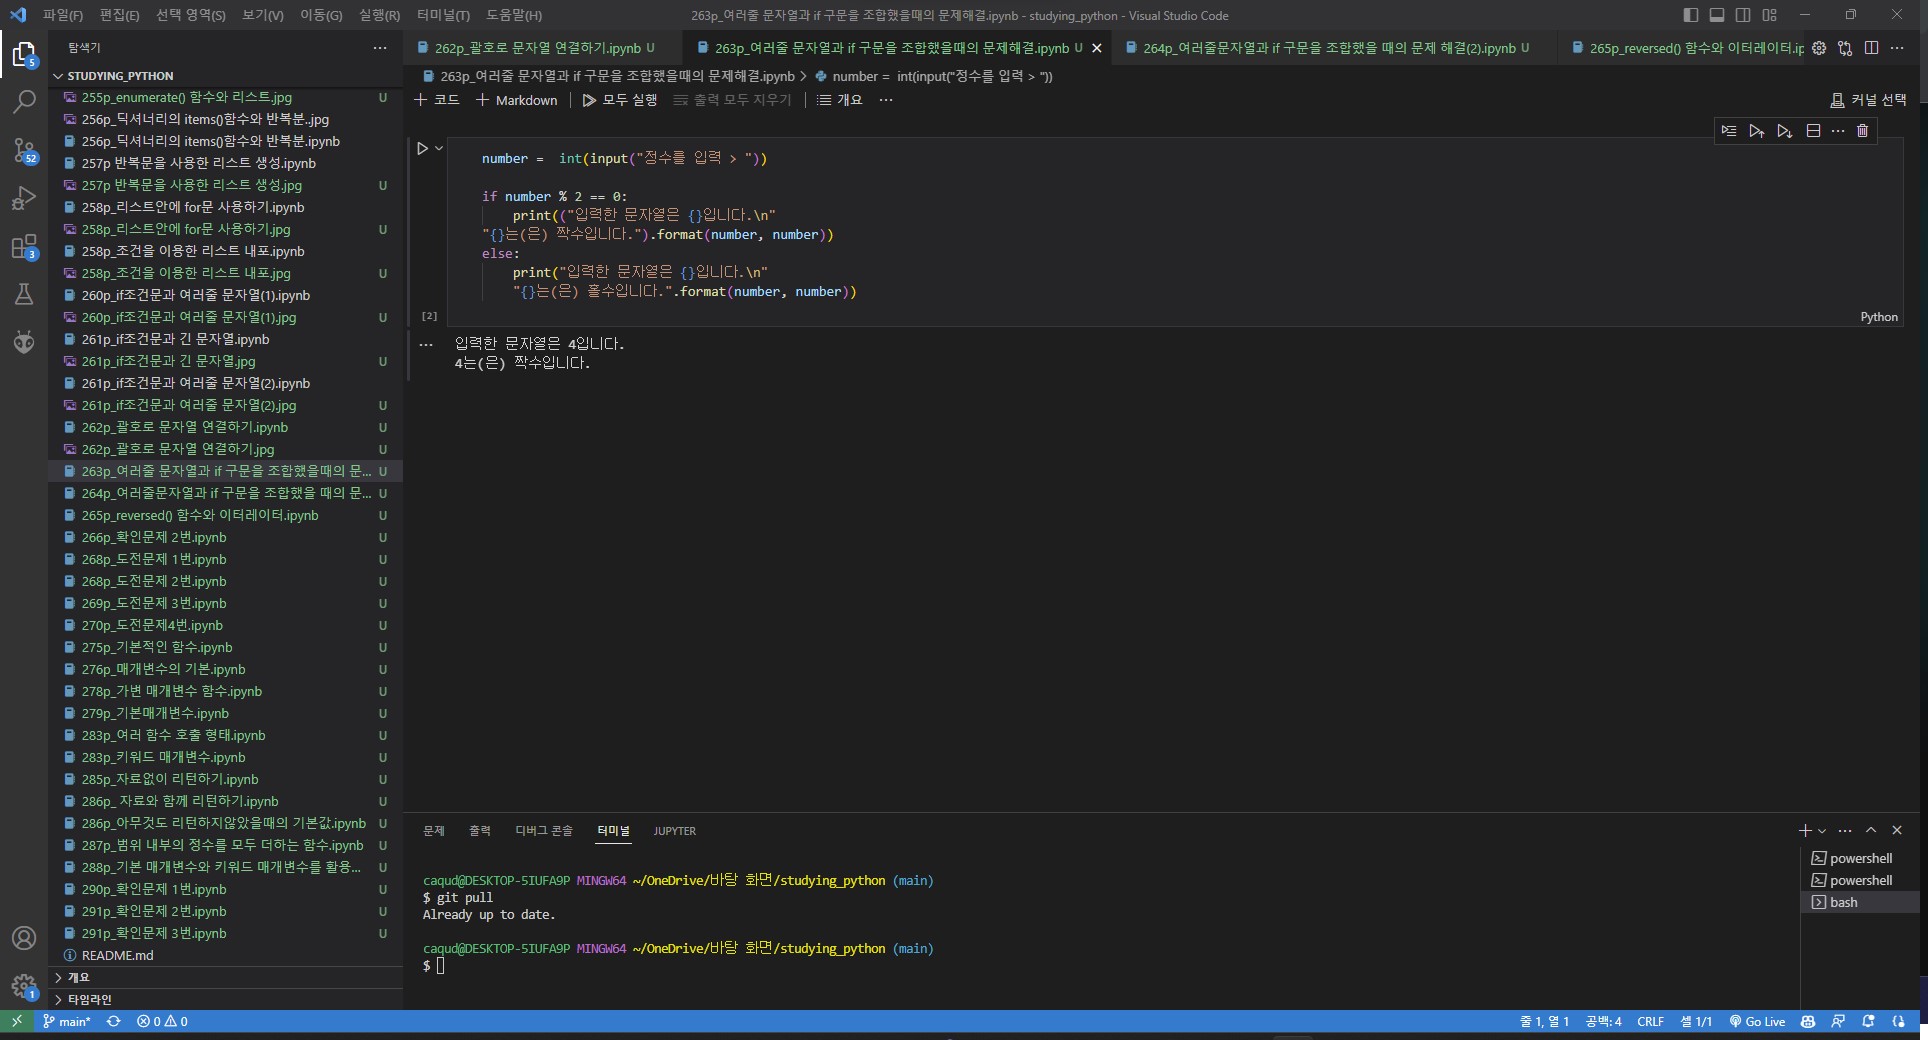 파일(F) 편집(E) 선택 영역(S) 보기(V) 이동(G) 실행(R) 터미널(T) 도움말(H)
263p_여러줄 문자열과 if 구문을 조합했을때의 문제해결.ipynb - studying_python - Visual Studio Code
탐색기
STUDYING_PYTHON
255p_enumerate() 함수와 리스트.jpg U
256p_딕셔너리의 items()함수와 반복분..jpg
256p_딕셔너리의 items()함수와 반복문.ipynb
257p 반복문을 사용한 리스트 생성.ipynb
257p 반복문을 사용한 리스트 생성.jpg U
258p_리스트안에 for문 사용하기.ipynb
258p_리스트안에 for문 사용하기.jpg U
258p_조건을 이용한 리스트 내포.ipynb
258p_조건을 이용한 리스트 내포.jpg U
260p_if조건문과 여러줄 문자열(1).ipynb
260p_if조건문과 여러줄 문자열(1).jpg U
261p_if조건문과 긴 문자열.ipynb
261p_if조건문과 긴 문자열.jpg U
261p_if조건문과 여러줄 문자열(2).ipynb
261p_if조건문과 여러줄 문자열(2).jpg U
262p_괄호로 문자열 연결하기.ipynb U
262p_괄호로 문자열 연결하기.jpg U
263p_여러줄 문자열과 if 구문을 조합했을때의 문... U
264p_여러줄문자열과 if 구문을 조합했을 때의 문... U
265p_reversed() 함수와 이터레이터.ipynb U
266p_확인문제 2번.ipynb U
268p_도전문제 1번.ipynb U
268p_도전문제 2번.ipynb U
269p_도전문제 3번.ipynb U
270p_도전문제4번.ipynb U
275p_기본적인 함수.ipynb U
276p_매개변수의 기본.ipynb U
278p_가변 매개변수 함수.ipynb U
279p_기본매개변수.ipynb U
283p_여러 함수 호출 형태.ipynb U
283p_키워드 매개변수.ipynb U
285p_자료없이 리턴하기.ipynb U
286p_ 자료와 함께 리턴하기.ipynb U
286p_아무것도 리턴하지않았을때의 기본값.ipynb U
287p_범위 내부의 정수를 모두 더하는 함수.ipynb U
288p_기본 매개변수와 키워드 매개변수를 활용... U
290p_확인문제 1번.ipynb U
291p_확인문제 2번.ipynb U
291p_확인문제 3번.ipynb U
README.md
개요
타임라인
5
52
3
1
262p_괄호로 문자열 연결하기.ipynb U
263p_여러줄 문자열과 if 구문을 조합했을때의 문제해결.ipynb U
264p_여러줄문자열과 if 구문을 조합했을 때의 문제 해결(2).ipynb U
265p_reversed() 함수와 이터레이터.ip
263p_여러줄 문자열과 if 구문을 조합했을때의 문제해결.ipynb > number =  int(input("정수를 입력 > "))
+ 코드 + Markdown 모두 실행 출력 모두 지우기 개요 ...
커널 선택
number =  int(input("정수를 입력 > "))
if number % 2 == 0:
print(("입력한 문자열은 {}입니다.\n"
"{}는(은) 짝수입니다.").format(number, number))
else:
print("입력한 문자열은 {}입니다.\n"
"{}는(은) 홀수입니다.".format(number, number))
[2]
Python
입력한 문자열은 4입니다.
4는(은) 짝수입니다.
문제 출력 디버그 콘솔 터미널 JUPYTER
powershell
powershell
bash
caqud@DESKTOP-5IUFA9P MINGW64 ~/OneDrive/바탕 화면/studying_python (main)
$ git pull
Already up to date.
caqud@DESKTOP-5IUFA9P MINGW64 ~/OneDrive/바탕 화면/studying_python (main)
$
main* 0 0
줄 1, 열 1 공백: 4 CRLF 셀 1/1 Go Live